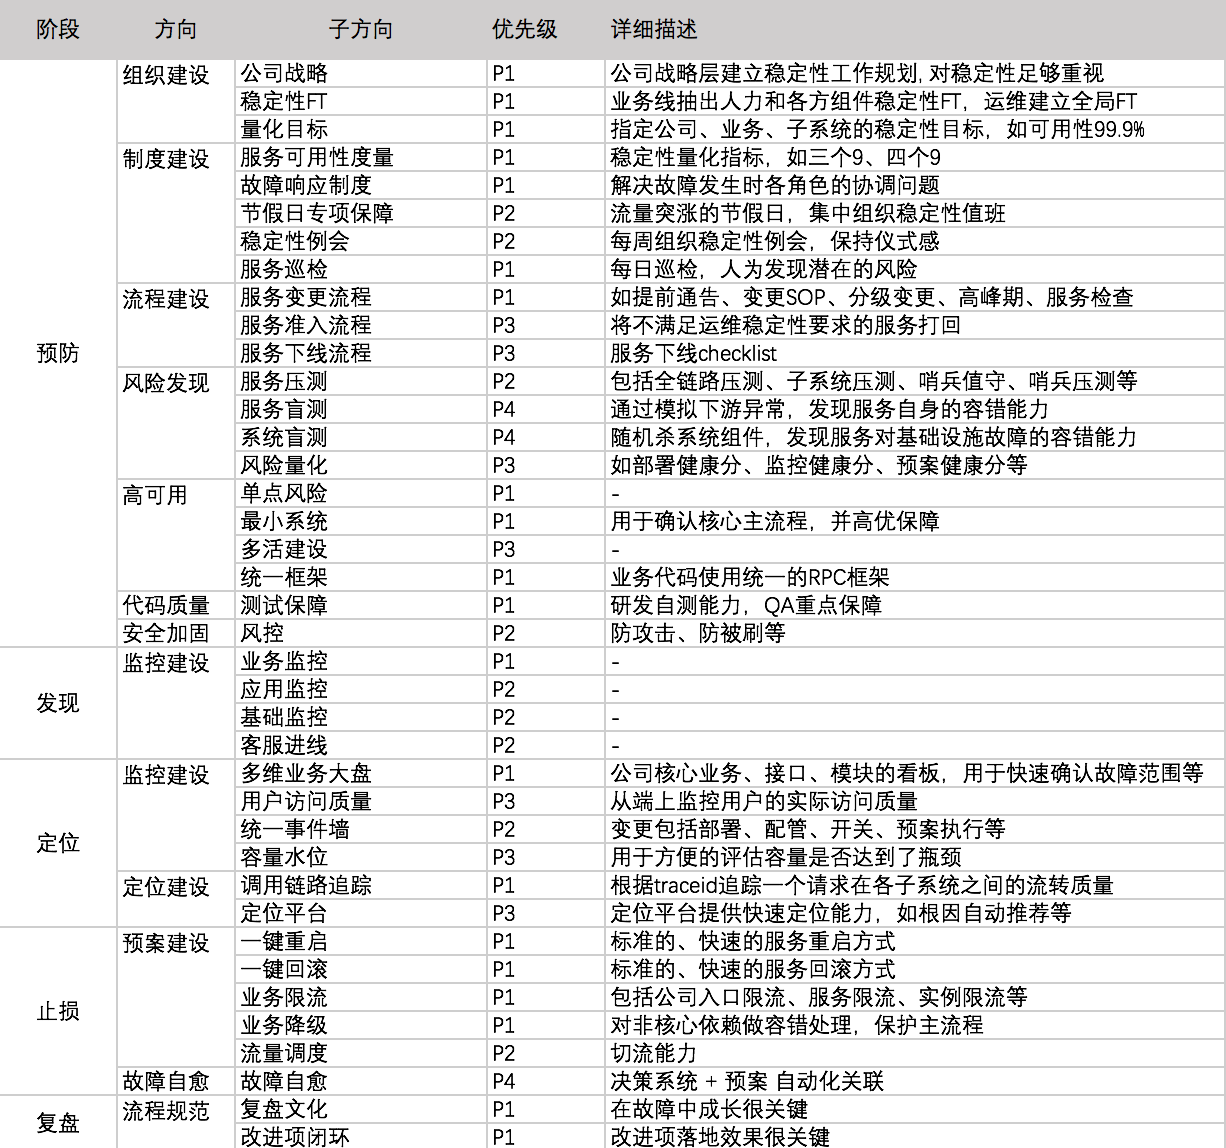 阶段 方向 子方向 优先级 详细描述
组织建设 公司战略 P1 公司战略层建立稳定性工作规划, 对稳定性足够重视
稳定性FT P1 业务线抽出人力和各方组件稳定性FT，运维建立全局FT
量化目标 P1 指定公司、业务、子系统的稳定性目标，如可用性99.9%
制度建设 服务可用性度量 P1 稳定性量化指标，如三个9、四个9
故障响应制度 P1 解决故障发生时各角色的协调问题
节假日专项保障 P2 流量突涨的节假日，集中组织稳定性值班
稳定性例会 P2 每周组织稳定性例会，保持仪式感
服务巡检 P1 每日巡检，人为发现潜在的风险
流程建设 服务变更流程 P1 如提前通告、变更SOP、分级变更、高峰期、服务检查
服务准入流程 P3 将不满足运维稳定性要求的服务打回
预防 服务下线流程 P3 服务下线checklist
风险发现 服务压测 P2 包括全链路压测、子系统压测、哨兵值守、哨兵压测等
服务盲测 P4 通过模拟下游异常，发现服务自身的容错能力
系统盲测 P4 随机杀系统组件，发现服务对基础设施故障的容错能力
风险量化 P3 如部署健康分、监控健康分、预案健康分等
高可用 单点风险 P1 -
最小系统 P1 用于确认核心主流程，并高优保障
多活建设 P3 -
统一框架 P1 业务代码使用统一的RPC框架
代码质量 测试保障 P1 研发自测能力，QA重点保障
安全加固 风控 P2 防攻击、防被刷等
监控建设 业务监控 P1 -
应用监控 P2 -
发现 基础监控 P2 -
客服进线 P2 -
监控建设 多维业务大盘 P1 公司核心业务、接口、模块的看板，用于快速确认故障范围等
用户访问质量 P3 从端上监控用户的实际访问质量
统一事件墙 P2 变更包括部署、配管、开关、预案执行等
定位 容量水位 P3 用于方便的评估容量是否达到了瓶颈
定位建设 调用链路追踪 P1 根据traceid追踪一个请求在各子系统之间的流转质量
定位平台 P3 定位平台提供快速定位能力，如根因自动推荐等
预案建设 一键重启 P1 标准的、快速的服务重启方式
一键回滚 P1 标准的、快速的服务回滚方式
业务限流 P1 包括公司入口限流、服务限流、实例限流等
止损 业务降级 P1 对非核心依赖做容错处理，保护主流程
流量调度 P2 切流能力
故障自愈 故障自愈 P4 决策系统 + 预案 自动化关联
流程规范 复盘文化 P1 在故障中成长很关键
复盘 改进项闭环 P1 改进项落地效果很关键